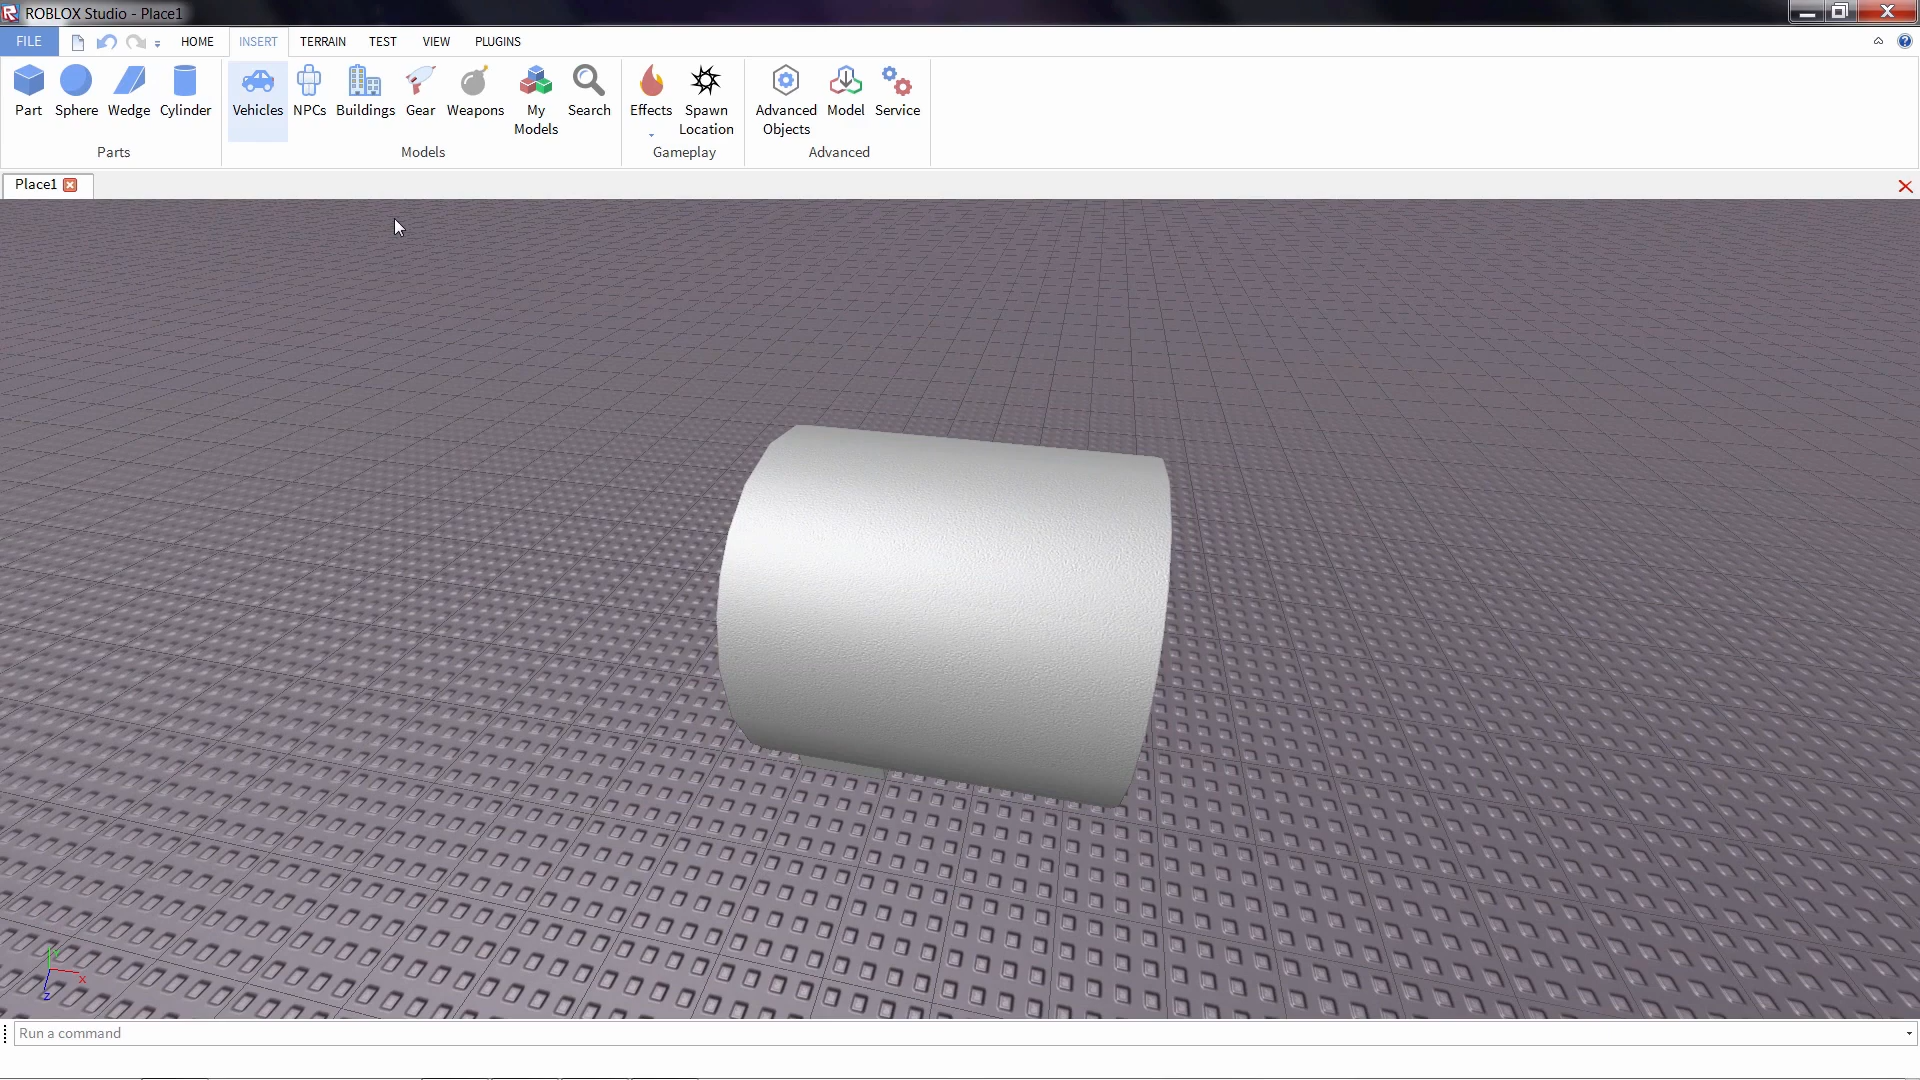 ROBLOX Studio - Place1
FILE HOME INSERT TERRAIN TEST VIEW PLUGINS
Part Sphere Wedge Cylinder Vehicles NPCs Buildings Gear Weapons My Models Search Effects Spawn Location Advanced Objects Model Service
Parts Models Gameplay Advanced
Place1
Y
X
Z
Run a command